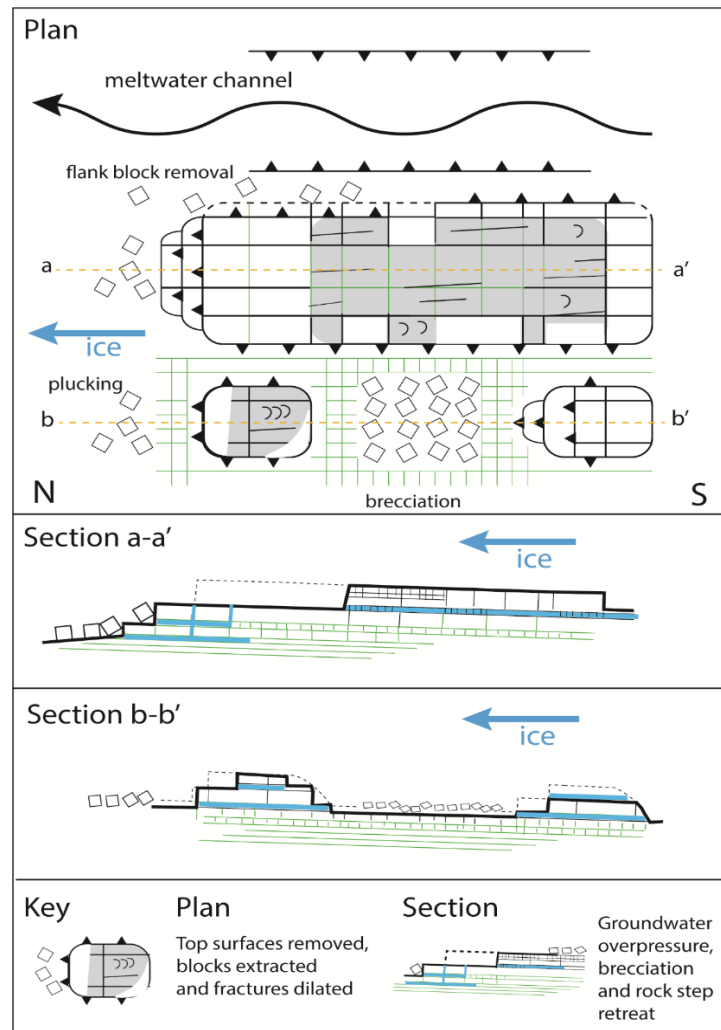 Plan
meltwater channel
flank block removal
a
a′
ice
plucking
b
b′
N
S
brecciation
Section a-a′
ice
Section b-b′
ice
Key
Plan
Top surfaces removed,
blocks extracted
and fractures dilated
Section
Groundwater
overpressure,
brecciation
and rock step
retreat